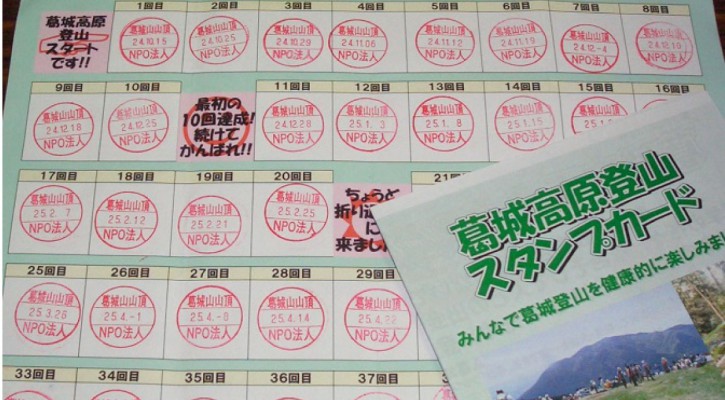 葛城高原
登山
スタート
です!!
1回目
2回目
3回目
4回目
5回目
6回目
7回目
8回目
葛城山山頂
24.10.15
NPO法人
葛城山山頂
24.10.25
NPO法人
葛城山山頂
24.10.29
NPO法人
葛城山山頂
24.11.06
NPO法人
葛城山山頂
24.11.12
NPO法人
葛城山山頂
24.11.19
NPO法人
葛城山山頂
24.12.-4
NPO法人
葛城山山頂
24.12.10
NPO法人
9回目
10回目
最初の
10回達成!
続けて
がんばれ!!
11回目
12回目
13回目
14回目
15回目
16回目
葛城山山頂
24.12.18
NPO法人
葛城山山頂
24.12.25
NPO法人
葛城山山頂
24.12.28
NPO法人
葛城山山頂
25.1.3
NPO法人
葛城山山頂
25.1.8
NPO法人
葛城山山頂
25.1.15
NPO法人
17回目
18回目
19回目
20回目
ちょうど
折り
に
来まし
21回
葛城山山頂
25.2.7
NPO法人
葛城山山頂
25.2.12
NPO法人
葛城山山頂
25.2.21
NPO法人
葛城山山頂
25.2.25
NPO法人
25回目
26回目
27回目
28回目
29回目
葛城山山頂
25.3.26
NPO法人
葛城山山頂
25.4.-1
NPO法人
葛城山山頂
NPO法人
葛城山山頂
25.4.14
NPO法人
葛城山山頂
25.4.22
NPO法人
33回目
34回目
35回目
36回目
37回目
葛城高原登山
スタンプカード
みんなで葛城登山を健康的に楽しみま